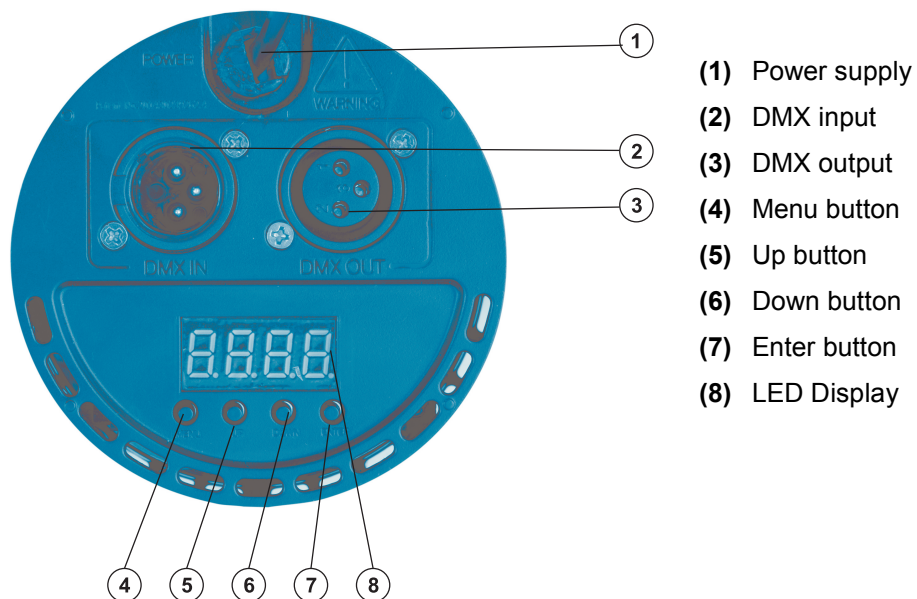 POWER
WARNING
DMX IN
DMX OUT
8.8.8.8.
1
2
3
4
5
6
7
8
(1) Power supply
(2) DMX input
(3) DMX output
(4) Menu button
(5) Up button
(6) Down button
(7) Enter button
(8) LED Display